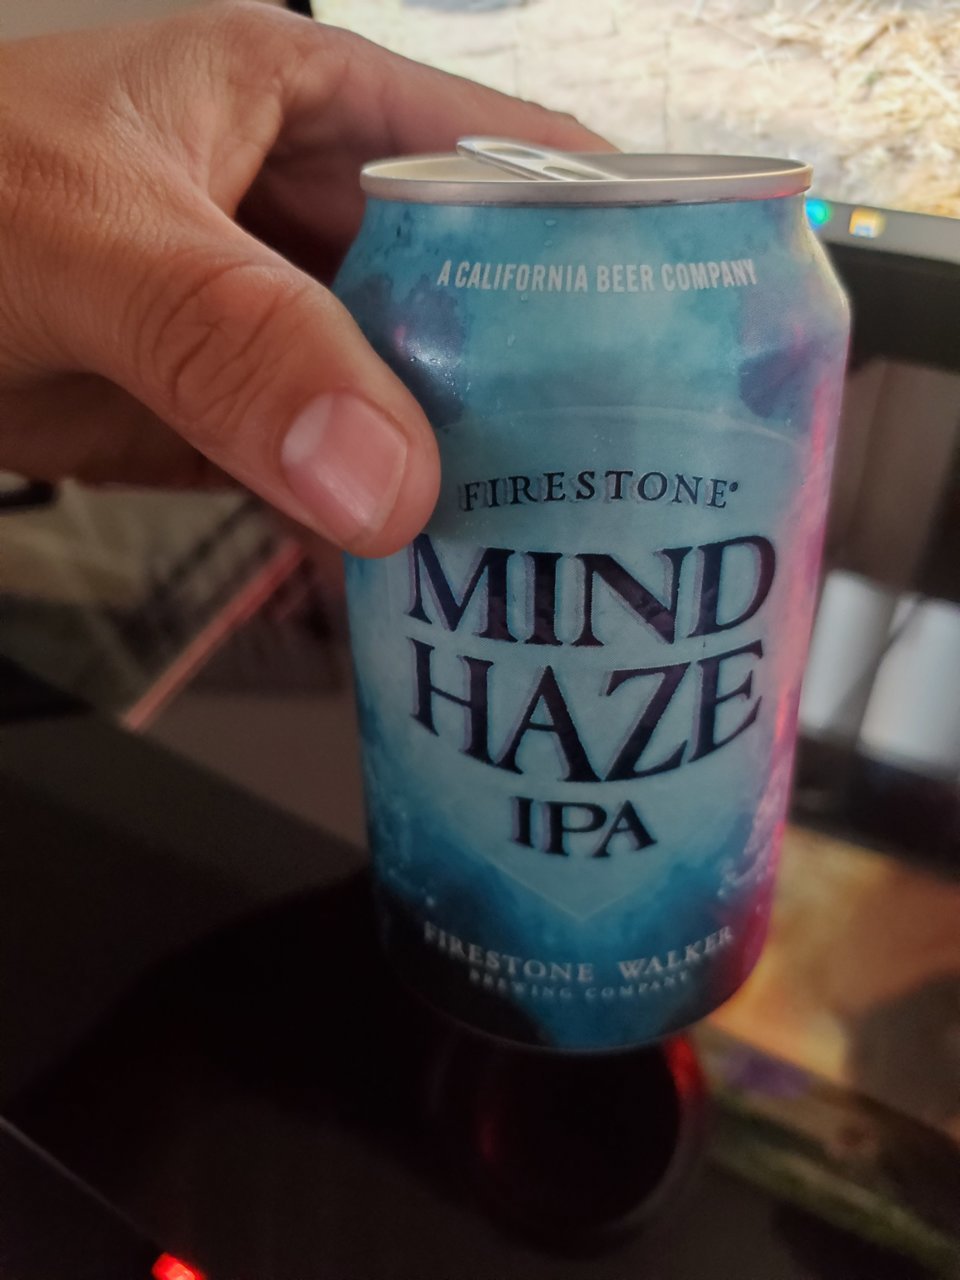 A CALIFORNIA BEER COMPANY
FIRESTONE®
MIND
HAZE
IPA
FIRESTONE WALKER
BREWING COMPANY